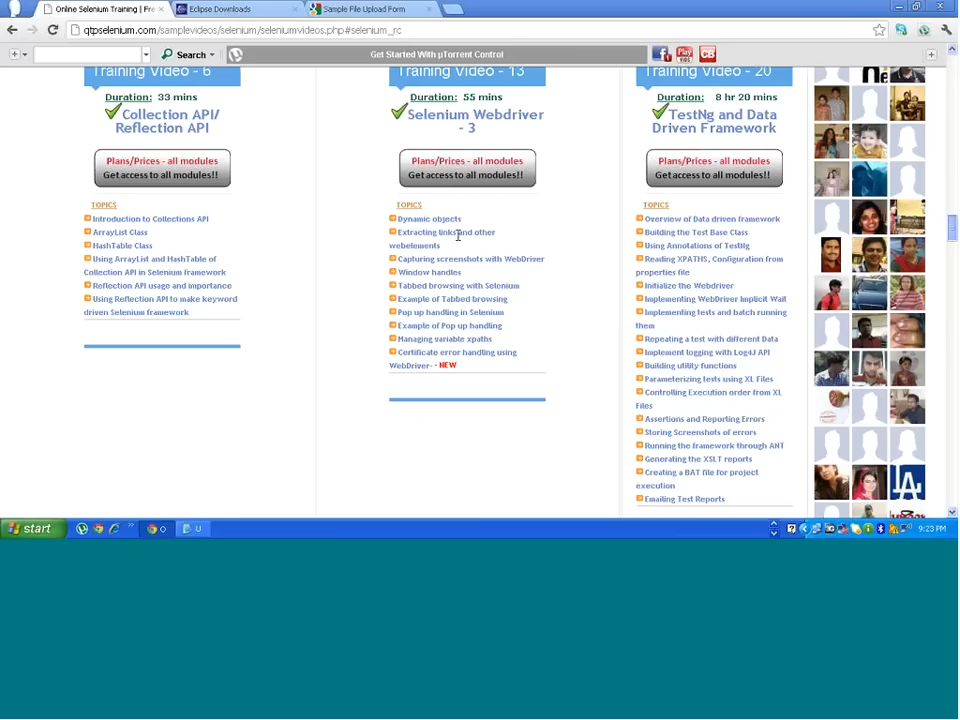 Online Selenium Training | Fre
Eclipse Downloads
Sample File Upload Form
qtpselenium.com/samplevideos/selenium/seleniumvideos.php#selenium_rc
Search
Get Started With µTorrent Control
Training Video - 6
Duration: 33 mins
Collection API/
Reflection API
Plans/Prices - all modules
Get access to all modules!!
TOPICS
Introduction to Collections API
ArrayList Class
HashTable Class
Using ArrayList and HashTable of
Collection API in Selenium framework
Reflection API usage and importance
Using Reflection API to make keyword
driven Selenium framework
Training Video - 13
Duration: 55 mins
Selenium Webdriver
- 3
Plans/Prices - all modules
Get access to all modules!!
TOPICS
Dynamic objects
Extracting links and other
webelements
Capturing screenshots with WebDriver
Window handles
Tabbed browsing with Selenium
Example of Tabbed browsing
Pop up handling in Selenium
Example of Pop up handling
Managing variable xpaths
Certificate error handling using
WebDriver- - NEW
Training Video - 20
Duration: 8 hr 20 mins
TestNg and Data
Driven Framework
Plans/Prices - all modules
Get access to all modules!!
TOPICS
Overview of Data driven framework
Building the Test Base Class
Using Annotations of TestNg
Reading XPATHS, Configuration from
properties file
Initialize the Webdriver
Implementing WebDriver Implicit Wait
Implementing tests and batch running
them
Repeating a test with different Data
Implement logging with Log4J API
Building utility functions
Parameterizing tests using XL Files
Controlling Execution order from XL
Files
Assertions and Reporting Errors
Storing Screenshots of errors
Running the framework through ANT
Generating the XSLT reports
Creating a BAT file for project
execution
Emailing Test Reports
start
O
U
9:23 PM